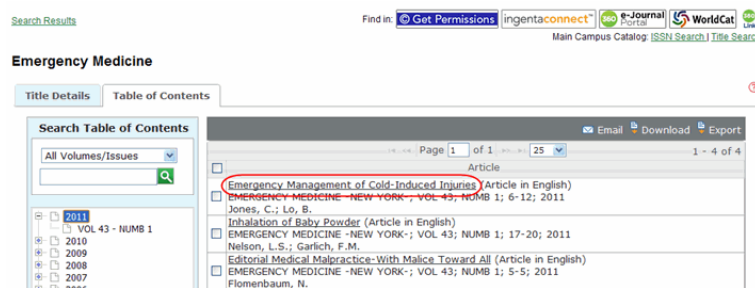 Search Results
Find in: © Get Permissions ingentaconnect™ 360 e-Journal Portal WorldCat 360 Link
Main Campus Catalog: ISSN Search | Title Searc
Emergency Medicine
Title Details Table of Contents
Search Table of Contents
Email Download Export
All Volumes/Issues
Page 1 of 1 25 1 - 4 of 4
Article
Emergency Management of Cold-Induced Injuries (Article in English)
EMERGENCY MEDICINE -NEW YORK-; VOL 43; NUMB 1; 6-12; 2011
Jones, C.; Lo, B.
Inhalation of Baby Powder (Article in English)
EMERGENCY MEDICINE -NEW YORK-; VOL 43; NUMB 1; 17-20; 2011
Nelson, L.S.; Garlich, F.M.
Editorial Medical Malpractice-With Malice Toward All (Article in English)
EMERGENCY MEDICINE -NEW YORK-; VOL 43; NUMB 1; 5-5; 2011
Flomenbaum, N.
2011
VOL 43 - NUMB 1
2010
2009
2008
2007